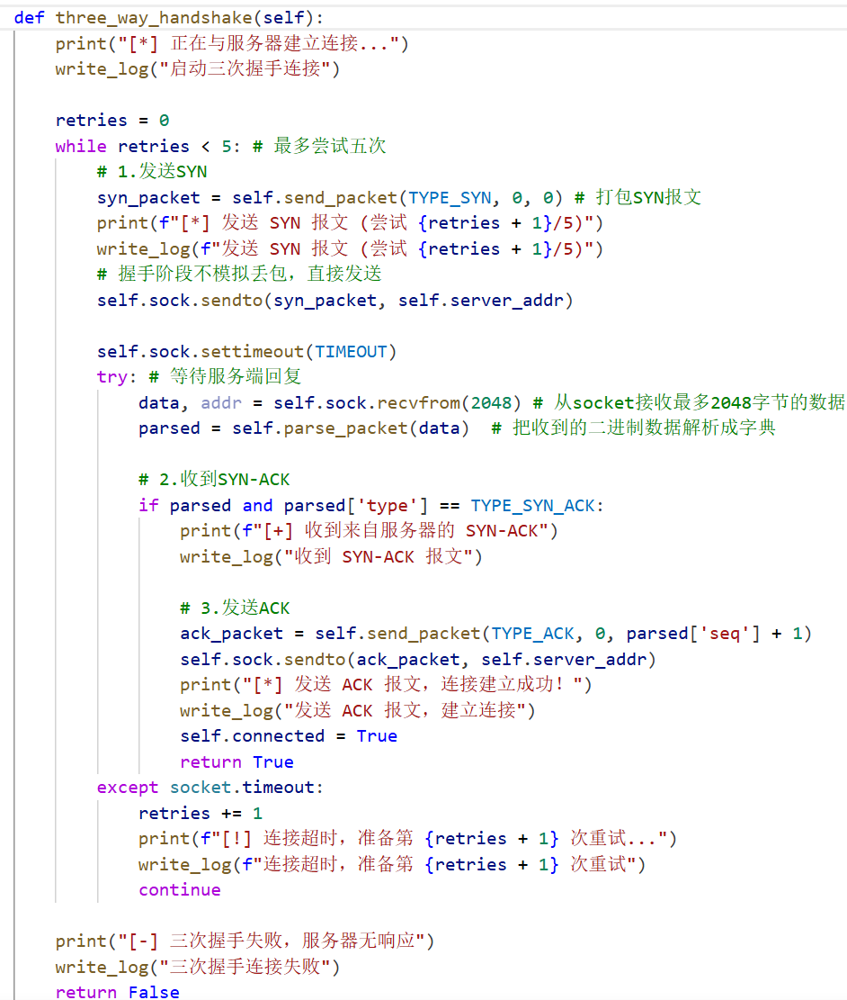 def three_way_handshake(self):
    print("[*] 正在与服务器建立连接...")
    write_log("启动三次握手连接")

    retries = 0
    while retries < 5: # 最多尝试五次
        # 1.发送SYN
        syn_packet = self.send_packet(TYPE_SYN, 0, 0) # 打包SYN报文
        print(f"[*] 发送 SYN 报文 (尝试 {retries + 1}/5)")
        write_log(f"发送 SYN 报文 (尝试 {retries + 1}/5)")
        # 握手阶段不模拟丢包，直接发送
        self.sock.sendto(syn_packet, self.server_addr)

        self.sock.settimeout(TIMEOUT)
        try: # 等待服务端回复
            data, addr = self.sock.recvfrom(2048) # 从socket接收最多2048字节的数据
            parsed = self.parse_packet(data)  # 把收到的二进制数据解析成字典

            # 2.收到SYN-ACK
            if parsed and parsed['type'] == TYPE_SYN_ACK:
                print(f"[+] 收到来自服务器的 SYN-ACK")
                write_log("收到 SYN-ACK 报文")

                # 3.发送ACK
                ack_packet = self.send_packet(TYPE_ACK, 0, parsed['seq'] + 1)
                self.sock.sendto(ack_packet, self.server_addr)
                print("[*] 发送 ACK 报文，连接建立成功！")
                write_log("发送 ACK 报文，建立连接")
                self.connected = True
                return True
        except socket.timeout:
            retries += 1
            print(f"[!] 连接超时，准备第 {retries + 1} 次重试...")
            write_log(f"连接超时，准备第 {retries + 1} 次重试")
            continue

    print("[-] 三次握手失败，服务器无响应")
    write_log("三次握手连接失败")
    return False